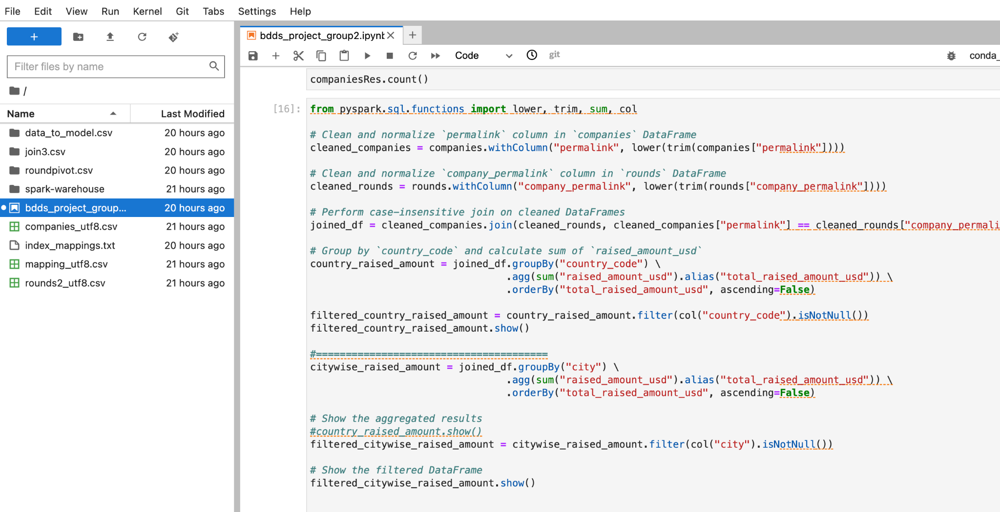 File Edit View Run Kernel Git Tabs Settings Help
+
Filter files by name
/
Name Last Modified
data_to_model.csv 20 hours ago
join3.csv 20 hours ago
roundpivot.csv 20 hours ago
spark-warehouse 21 hours ago
bdds_project_group... 20 hours ago
companies_utf8.csv 21 hours ago
index_mappings.txt 20 hours ago
mapping_utf8.csv 21 hours ago
rounds2_utf8.csv 21 hours ago
bdds_project_group2.ipynb
Code git conda_
companiesRes.count()
[16]: from pyspark.sql.functions import lower, trim, sum, col
# Clean and normalize `permalink` column in `companies` DataFrame
cleaned_companies = companies.withColumn("permalink", lower(trim(companies["permalink"])))
# Clean and normalize `company_permalink` column in `rounds` DataFrame
cleaned_rounds = rounds.withColumn("company_permalink", lower(trim(rounds["company_permalink"])))
# Perform case-insensitive join on cleaned DataFrames
joined_df = cleaned_companies.join(cleaned_rounds, cleaned_companies["permalink"] == cleaned_rounds["company_permali
# Group by `country_code` and calculate sum of `raised_amount_usd`
country_raised_amount = joined_df.groupBy("country_code") \
.agg(sum("raised_amount_usd").alias("total_raised_amount_usd")) \
.orderBy("total_raised_amount_usd", ascending=False)
filtered_country_raised_amount = country_raised_amount.filter(col("country_code").isNotNull())
filtered_country_raised_amount.show()
#=======================================
citywise_raised_amount = joined_df.groupBy("city") \
.agg(sum("raised_amount_usd").alias("total_raised_amount_usd")) \
.orderBy("total_raised_amount_usd", ascending=False)
# Show the aggregated results
#country_raised_amount.show()
filtered_citywise_raised_amount = citywise_raised_amount.filter(col("city").isNotNull())
# Show the filtered DataFrame
filtered_citywise_raised_amount.show()